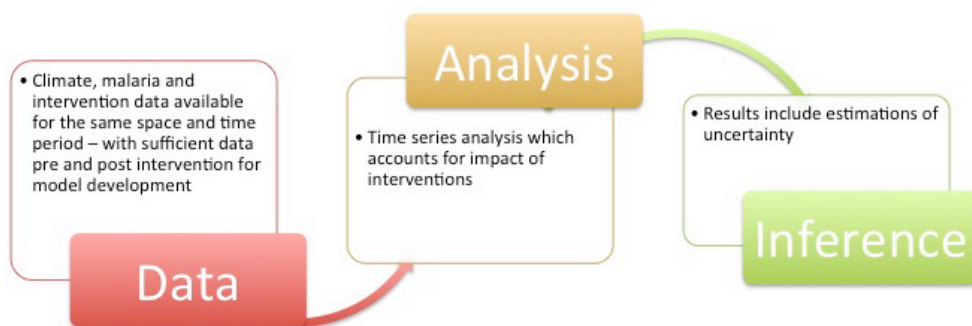 • Climate, malaria and
intervention data available
for the same space and time
period – with sufficient data
pre and post intervention for
model development
Data
Analysis
• Time series analysis which
accounts for impact of
interventions
• Results include estimations of
uncertainty
Inference